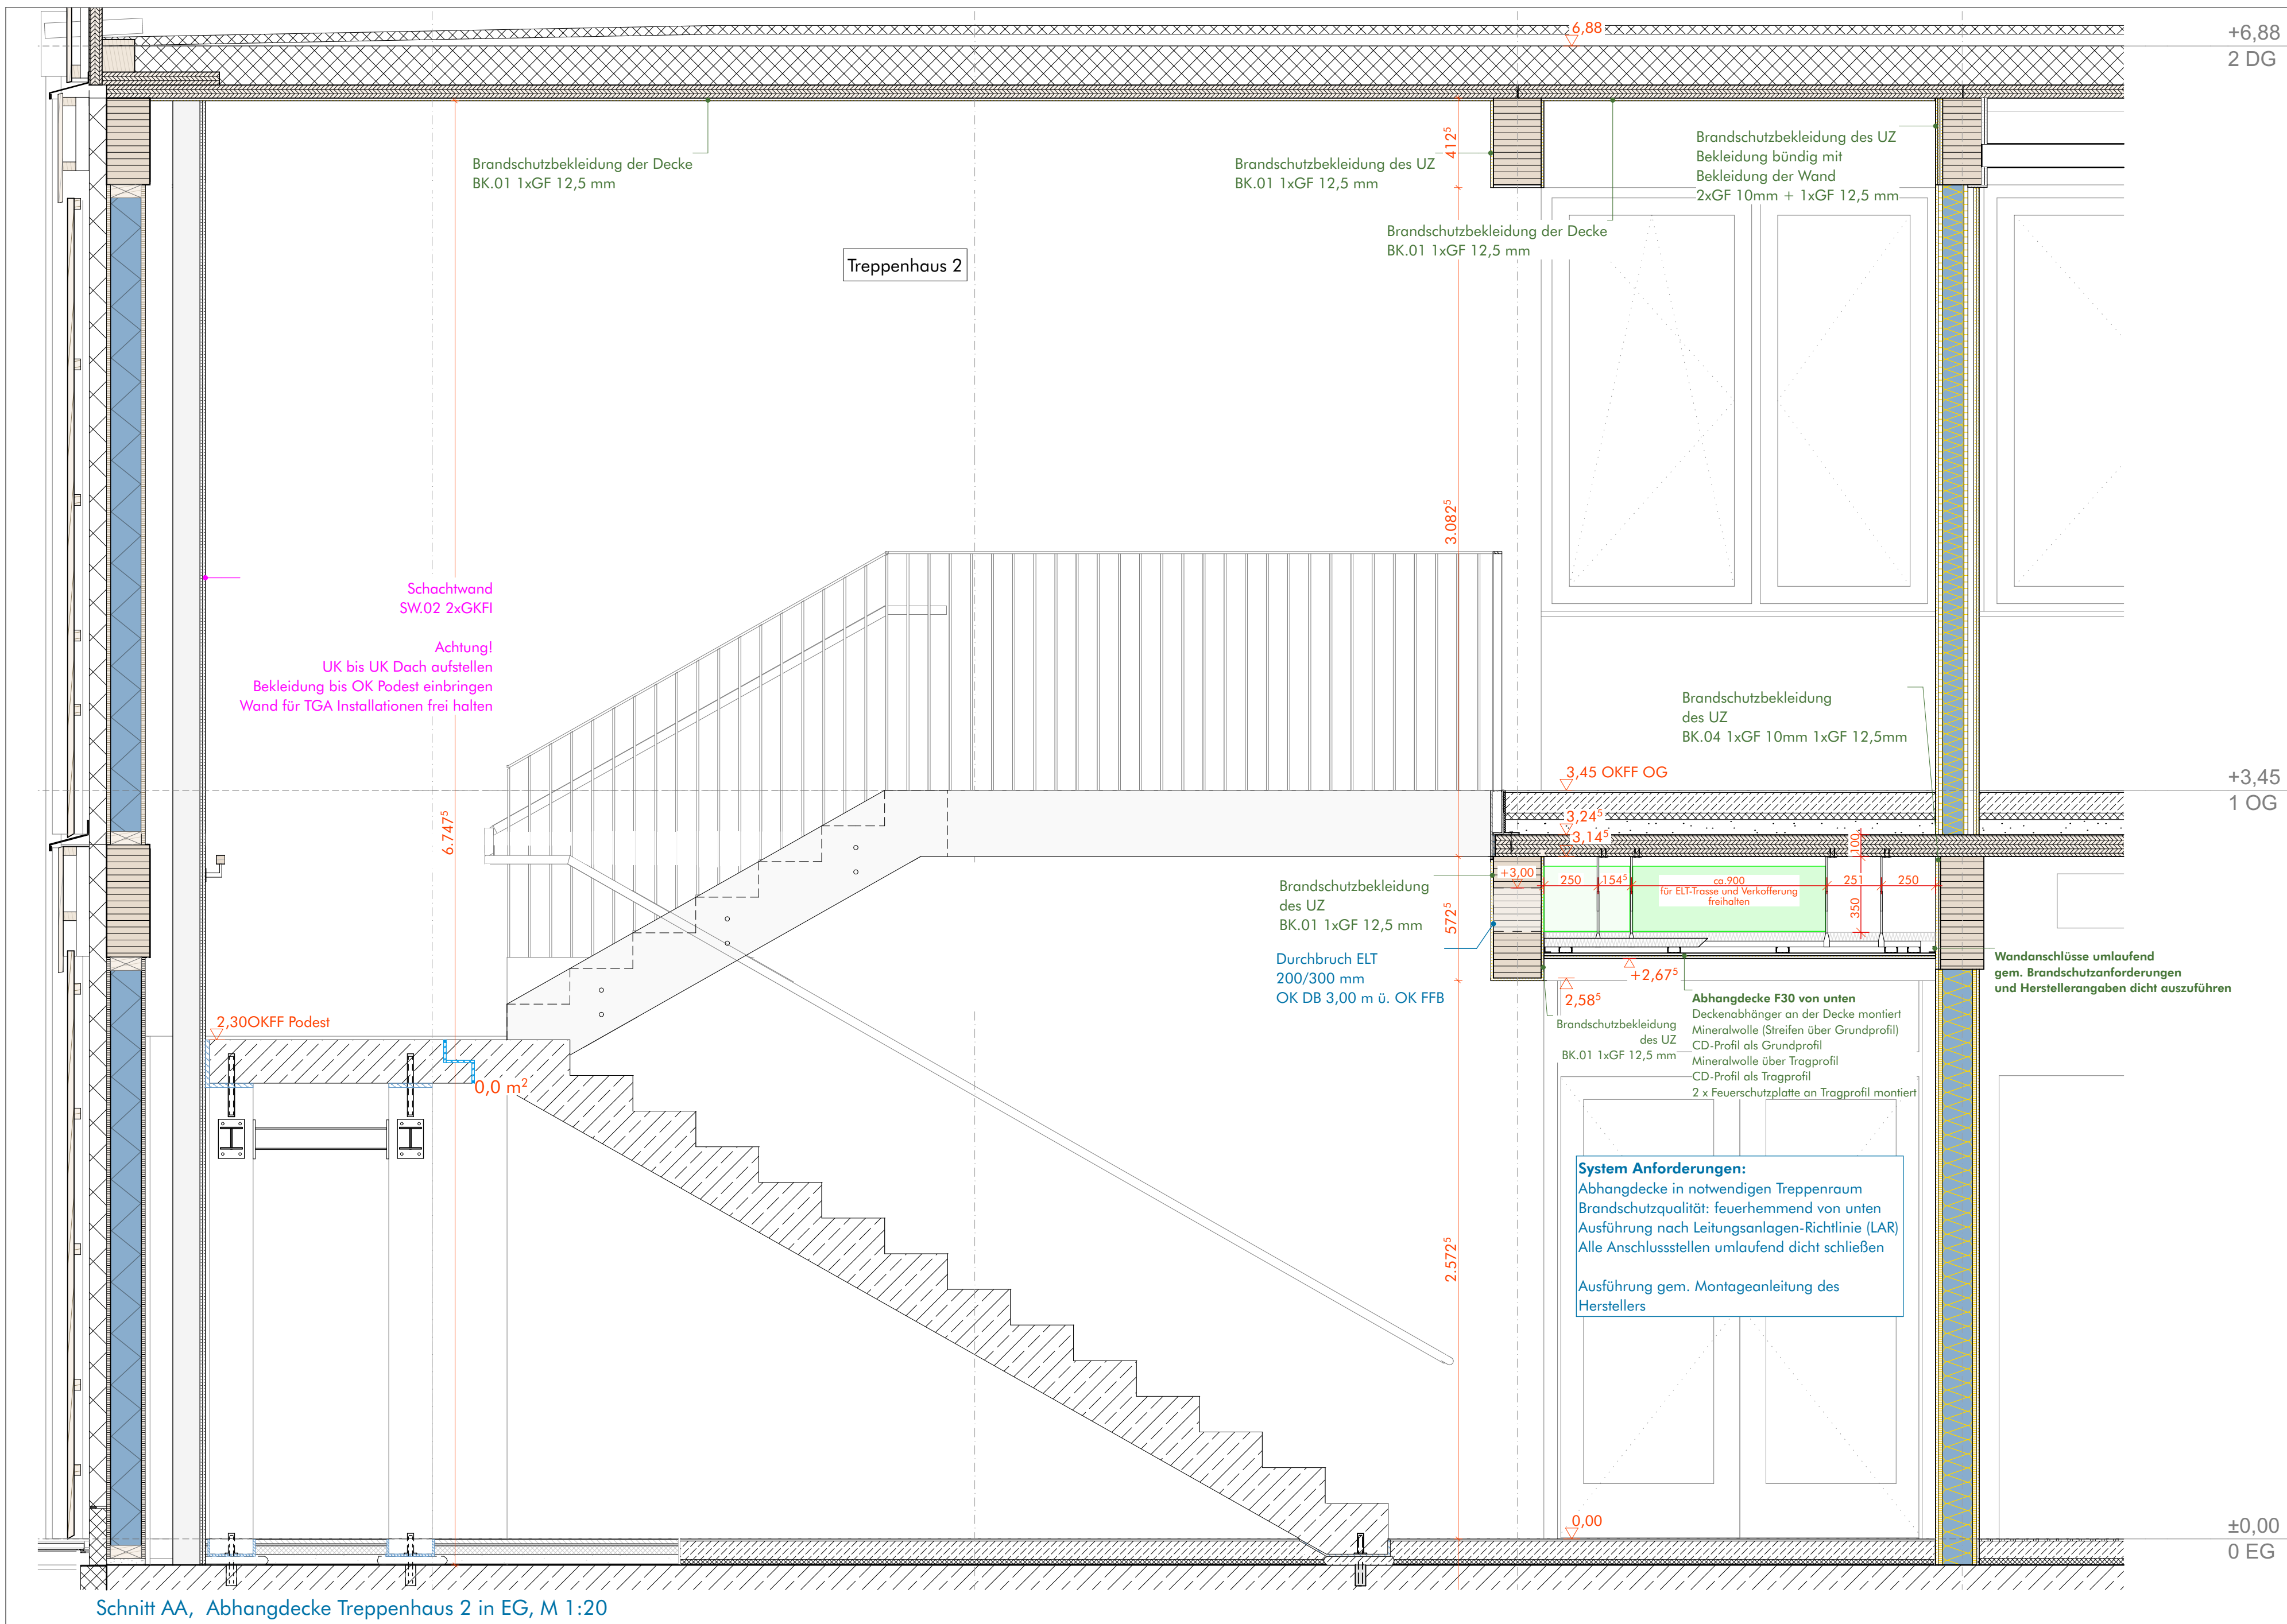 6,88
+6,88
2 DG
Brandschutzbekleidung der Decke
BK.01 1xGF 12,5 mm
412⁵
Brandschutzbekleidung des UZ
BK.01 1xGF 12,5 mm
Brandschutzbekleidung des UZ
Bekleidung bündig mit
Bekleidung der Wand
2xGF 10mm + 1xGF 12,5 mm
Brandschutzbekleidung der Decke
BK.01 1xGF 12,5 mm
Treppenhaus 2
3.082⁵
Schachtwand
SW.02 2xGKFI
Achtung!
UK bis UK Dach aufstellen
Bekleidung bis OK Podest einbringen
Wand für TGA Installationen frei halten
Brandschutzbekleidung
des UZ
BK.04 1xGF 10mm 1xGF 12,5mm
3,45 OKFF OG
+3,45
1 OG
6.747⁵
3,24⁵
3,14⁵
100
+3,00
250
154⁵
ca.900
für ELT-Trasse und Verkofferung
freihalten
251
250
350
Brandschutzbekleidung
des UZ
BK.01 1xGF 12,5 mm
572⁵
Durchbruch ELT
200/300 mm
OK DB 3,00 m ü. OK FFB
+2,67⁵
2,58⁵
Wandanschlüsse umlaufend
gem. Brandschutzanforderungen
und Herstellerangaben dicht auszuführen
Brandschutzbekleidung
des UZ
BK.01 1xGF 12,5 mm
Abhangdecke F30 von unten
Deckenabhänger an der Decke montiert
Mineralwolle (Streifen über Grundprofil)
CD-Profil als Grundprofil
Mineralwolle über Tragprofil
CD-Profil als Tragprofil
2 x Feuerschutzplatte an Tragprofil montiert
2,30OKFF Podest
0,0 m²
2.572⁵
System Anforderungen:
Abhangdecke in notwendigen Treppenraum
Brandschutzqualität: feuerhemmend von unten
Ausführung nach Leitungsanlagen-Richtlinie (LAR)
Alle Anschlussstellen umlaufend dicht schließen
Ausführung gem. Montageanleitung des
Herstellers
0,00
±0,00
0 EG
Schnitt AA, Abhangdecke Treppenhaus 2 in EG, M 1:20